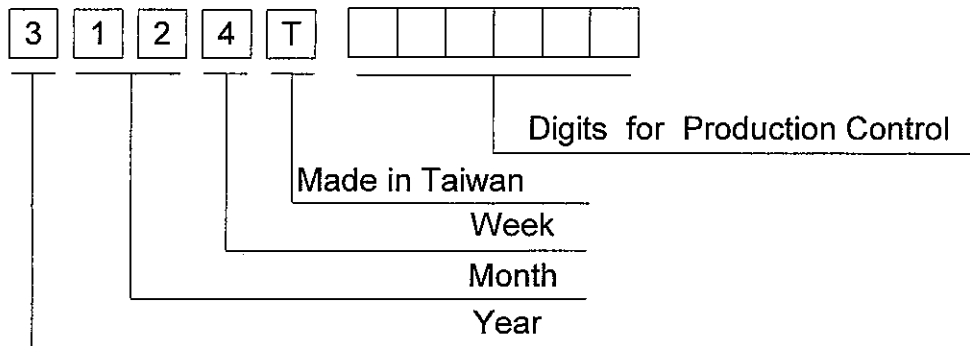 3 1 2 4 T
Digits for Production Control
Made in Taiwan
Week
Month
Year